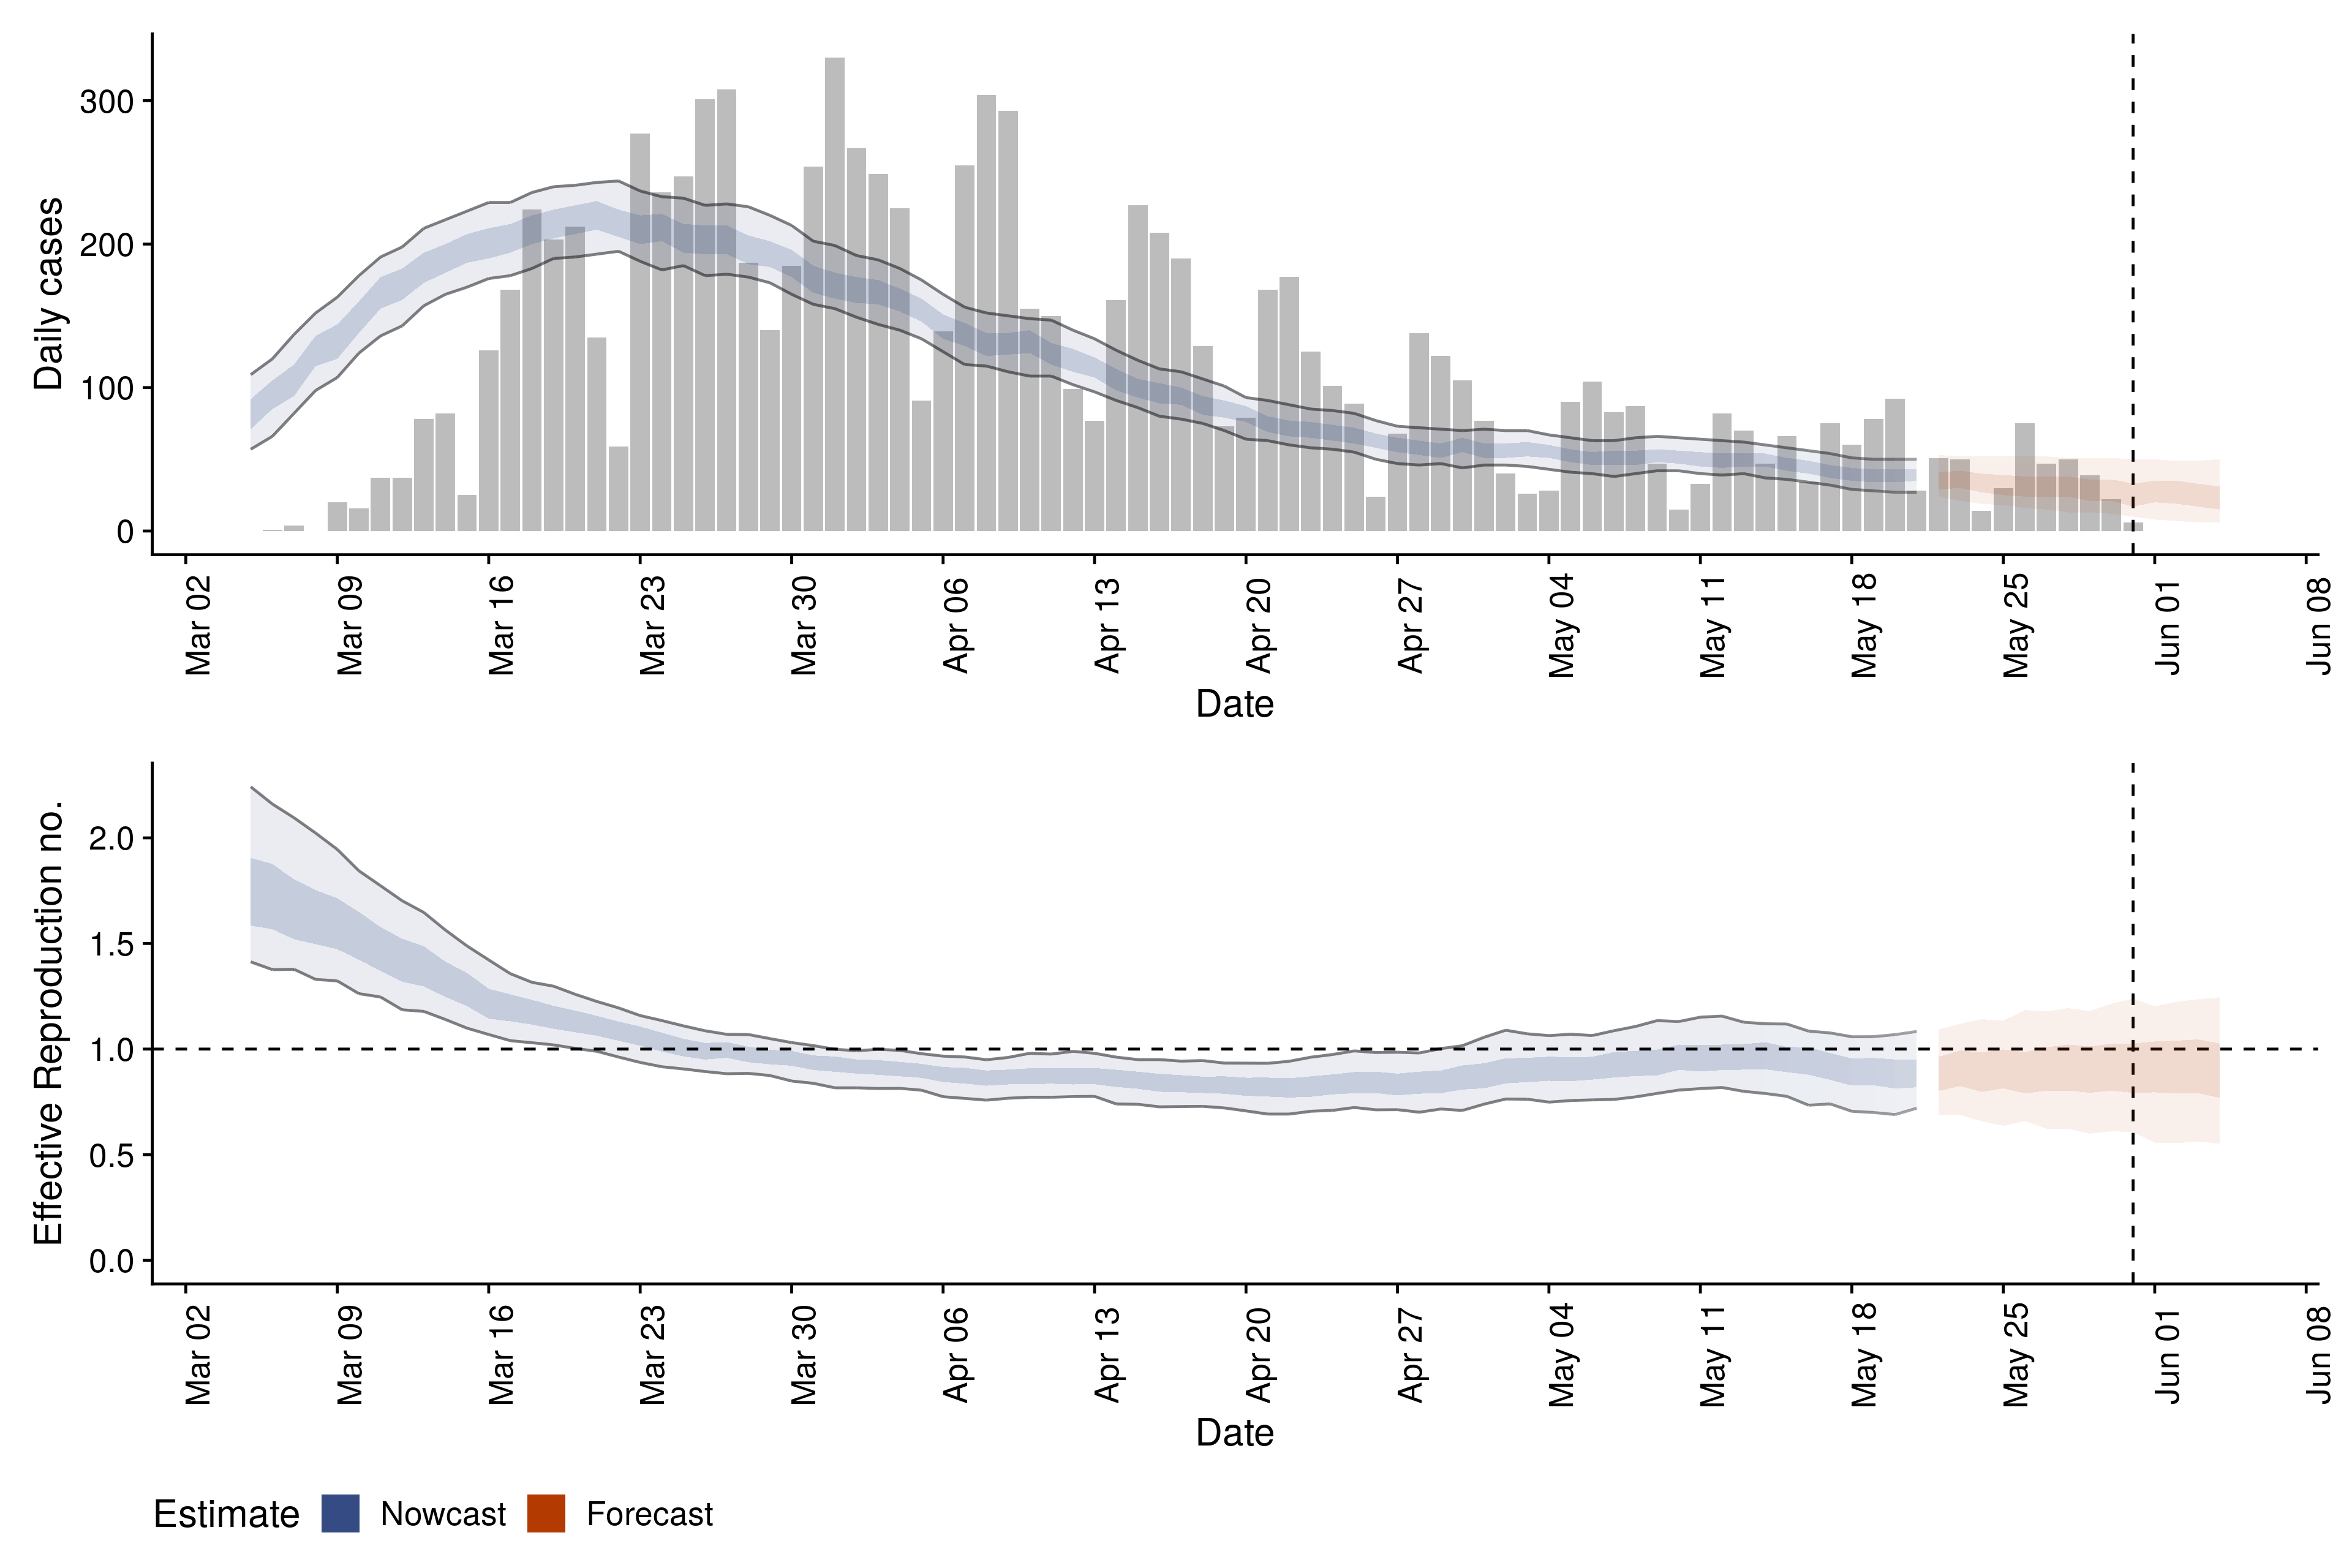 Daily cases
300
200
100
0
Mar 02
Mar 09
Mar 16
Mar 23
Mar 30
Apr 06
Apr 13
Apr 20
Apr 27
May 04
May 11
May 18
May 25
Jun 01
Jun 08
Date
Effective Reproduction no.
2.0
1.5
1.0
0.5
0.0
Mar 02
Mar 09
Mar 16
Mar 23
Mar 30
Apr 06
Apr 13
Apr 20
Apr 27
May 04
May 11
May 18
May 25
Jun 01
Jun 08
Date
Estimate Nowcast Forecast